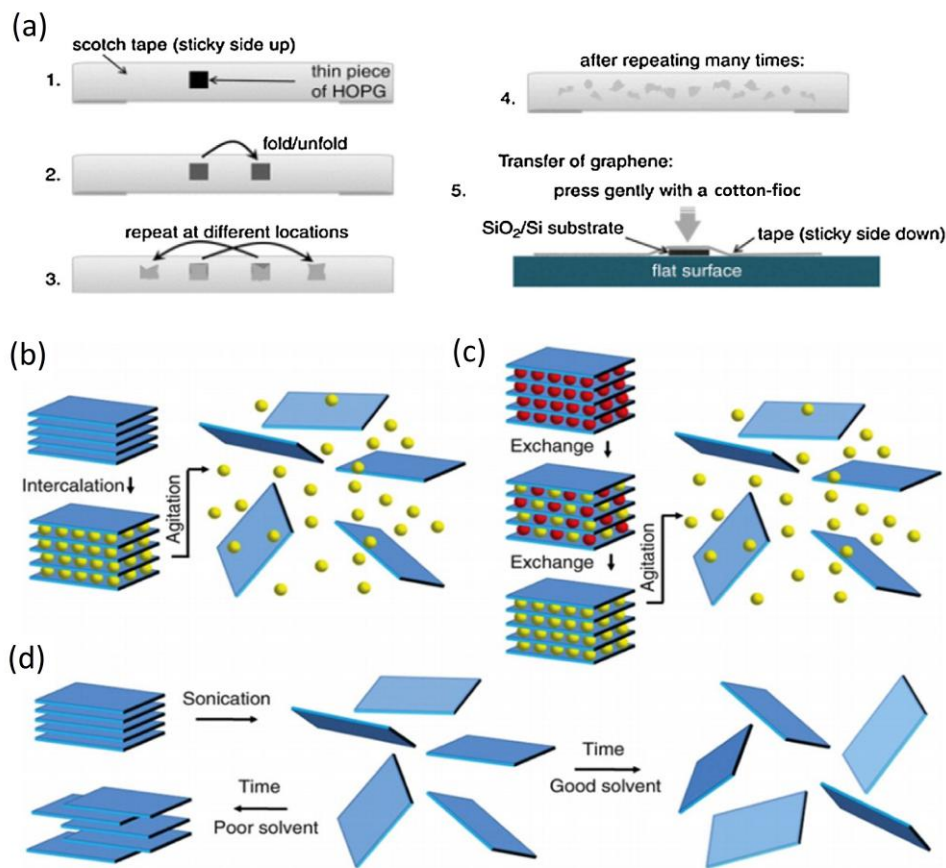 (a)
scotch tape (sticky side up)
1.
thin piece
of HOPG
2.
fold/unfold
3.
repeat at different locations
after repeating many times:
4.
Transfer of graphene:
5.
press gently with a cotton-fioc
SiO₂/Si substrate
tape (sticky side down)
flat surface
(b)
Intercalation
Agitation
(c)
Exchange
Exchange
Agitation
(d)
Sonication
Time
Poor solvent
Time
Good solvent